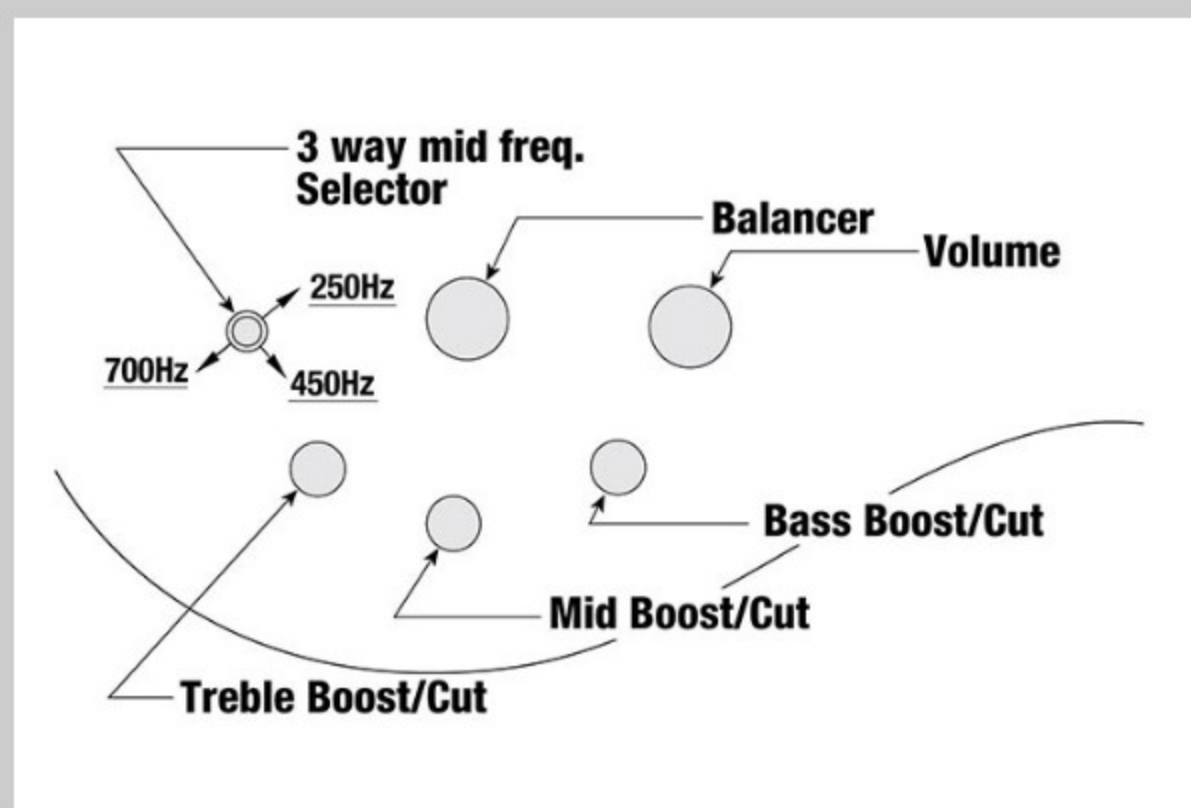 3 way mid freq.
Selector
Balancer
Volume
250Hz
700Hz
450Hz
Bass Boost/Cut
Mid Boost/Cut
Treble Boost/Cut